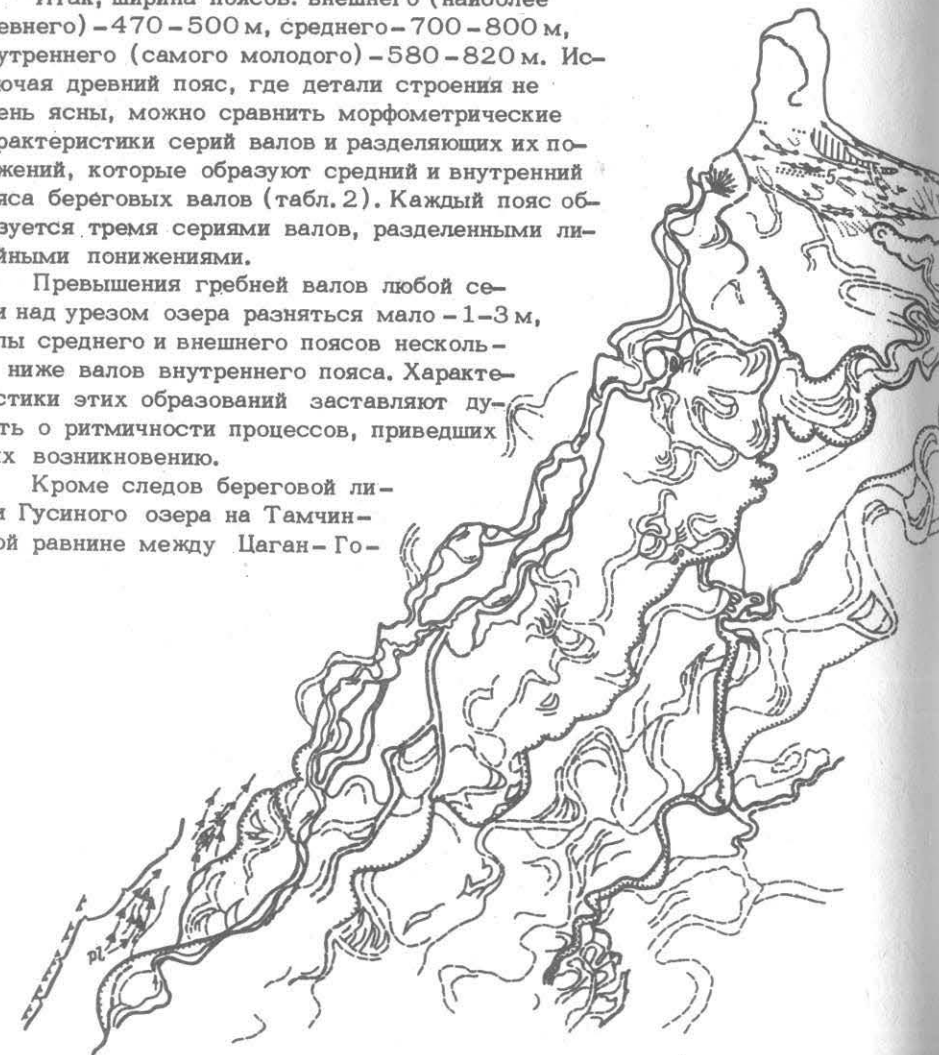 Итак, ширина поясов: внешнего (наиболее
евнего) – 470 – 500 м, среднего – 700 – 800 м,
утреннего (самого молодого) – 580 – 820 м. Ис–
ючая древний пояс, где детали строения не
ень ясны, можно сравнить морфометрические
рактеристики серий валов и разделяющих их по–
жений, которые образуют средний и внутренний
яса береговых валов (табл. 2). Каждый пояс об–
зуется тремя сериями валов, разделенными ли–
йными понижениями.
Превышения гребней валов любой се–
и над урезом озера разняться мало – 1–3 м,
лы среднего и внешнего поясов несколь–
ниже валов внутреннего пояса. Характе–
стики этих образований заставляют ду–
ть о ритмичности процессов, приведших
их возникновению.
Кроме следов береговой ли–
и Гусиного озера на Тамчин–
ой равнине между Цаган – Го–
5
pl